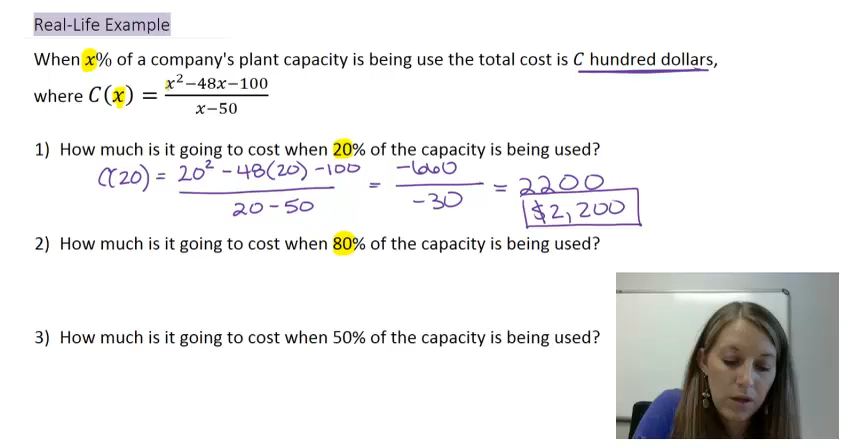 Real-Life Example
When x% of a company's plant capacity is being use the total cost is C hundred dollars,
where C(x) = (x²−48x−100)/(x−50)
1) How much is it going to cost when 20% of the capacity is being used?
C(20) = (20² - 48(20) - 100)/(20 - 50) = -660/-30 = 2200
$2,200
2) How much is it going to cost when 80% of the capacity is being used?
3) How much is it going to cost when 50% of the capacity is being used?